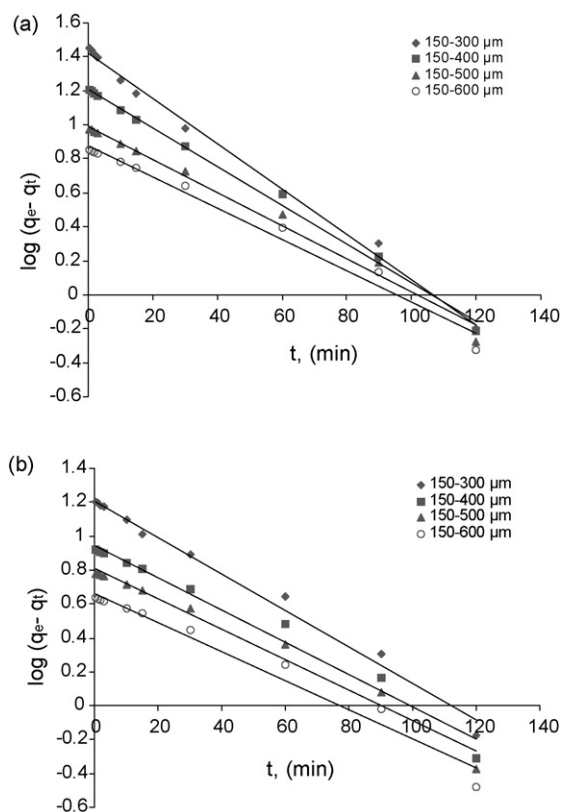 (a)
1.6
1.4
1.2
1
0.8
0.6
0.4
0.2
0
-0.2
-0.4
-0.6
log (qe- qt)
0 20 40 60 80 100 120 140
t, (min)
150-300 µm
150-400 µm
150-500 µm
150-600 µm
(b)
1.4
1.2
1
0.8
0.6
0.4
0.2
0
-0.2
-0.4
-0.6
log (qe- qt)
0 20 40 60 80 100 120 140
t, (min)
150-300 µm
150-400 µm
150-500 µm
150-600 µm